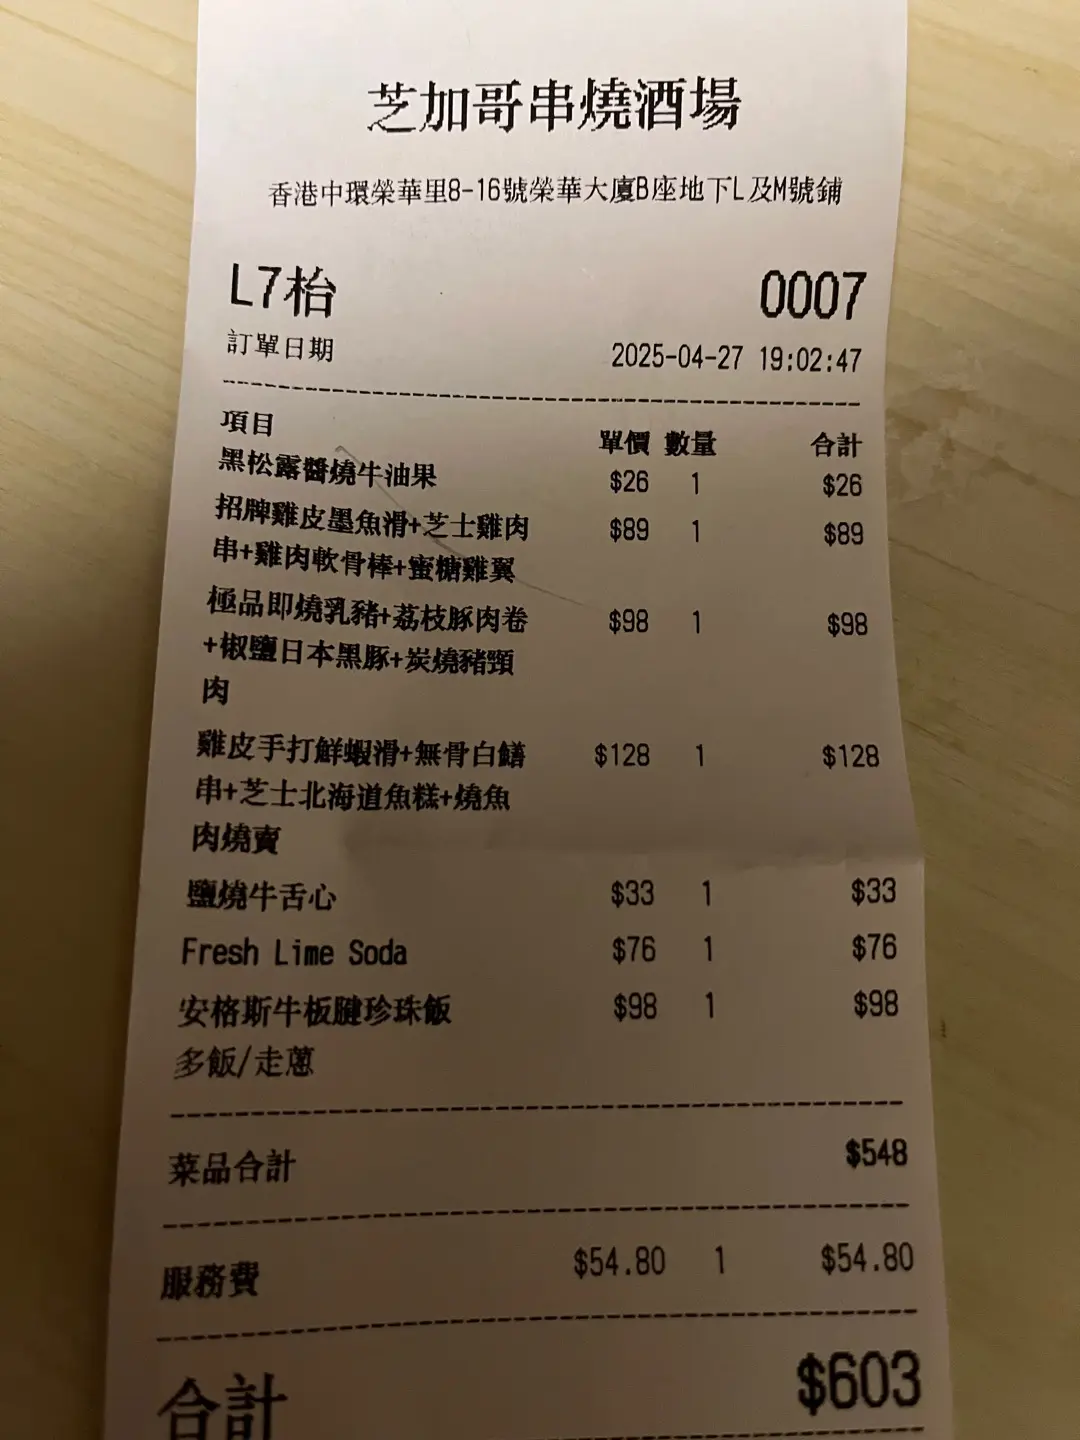 芝加哥串燒酒場
香港中環榮華里8-16號榮華大廈B座地下L及M號鋪
L7枱 0007
訂單日期 2025-04-27 19:02:47
項目 單價 數量 合計
黑松露醬燒牛油果 $26 1 $26
招牌雞皮墨魚滑+芝士雞肉 $89 1 $89
串+雞肉軟骨棒+蜜糖雞翼
極品即燒乳豬+荔枝豚肉卷 $98 1 $98
+椒鹽日本黑豚+炭燒豬頸
肉
雞皮手打鮮蝦滑+無骨白鱔 $128 1 $128
串+芝士北海道魚糕+燒魚
肉燒賣
鹽燒牛舌心 $33 1 $33
Fresh Lime Soda $76 1 $76
安格斯牛板腱珍珠飯 $98 1 $98
多飯/走蔥
菜品合計 $548
服務費 $54.80 1 $54.80
合計 $603